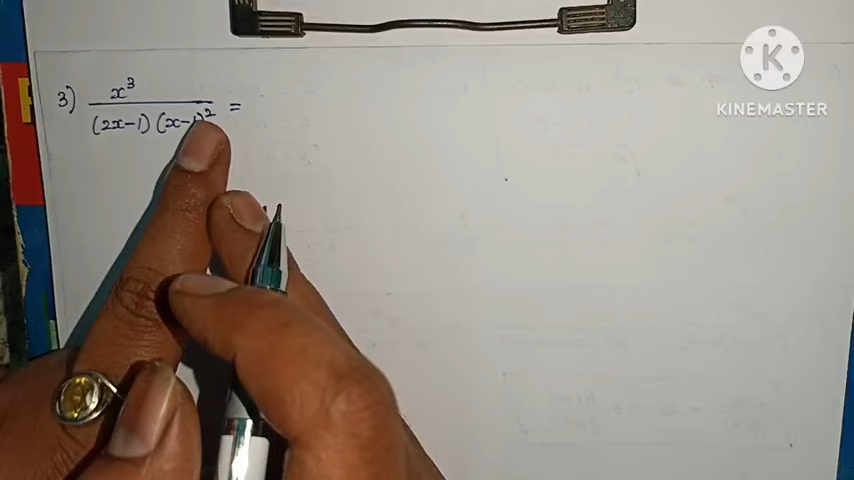 3) x³ / (2x-1) (x-1)² =
KINEMASTER